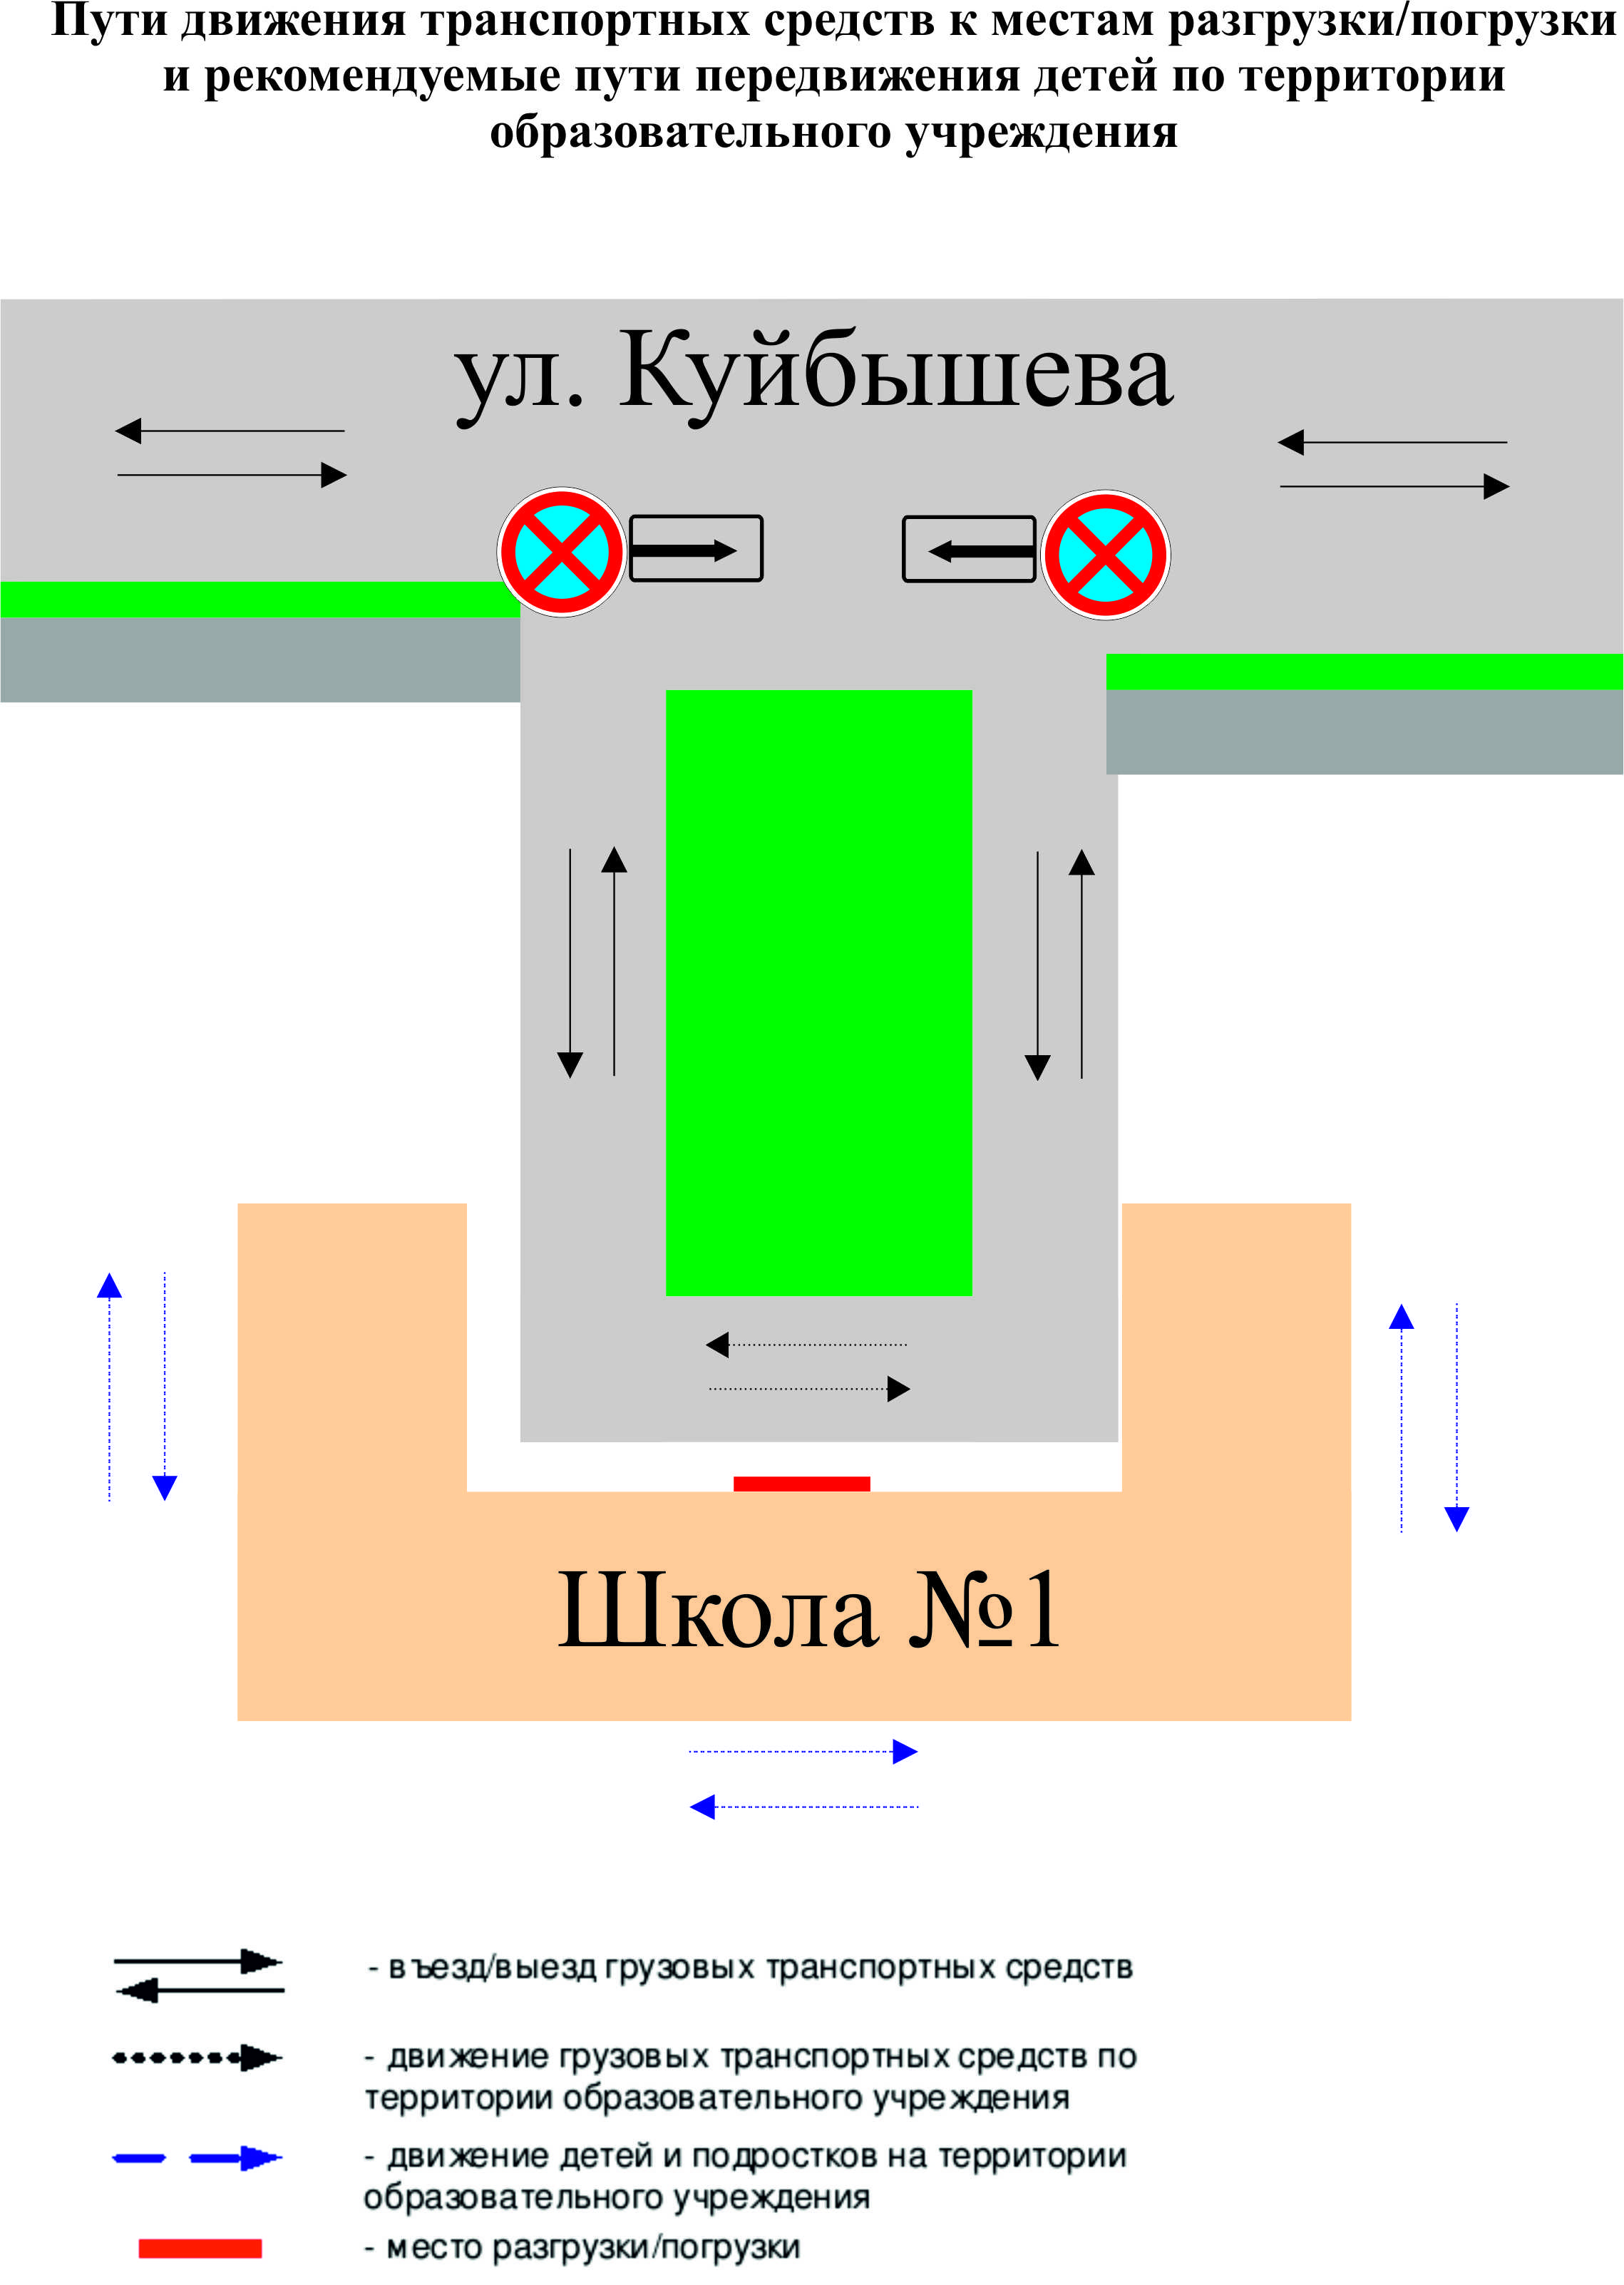 Пути движения транспортных средств к местам разгрузки/погрузки
и рекомендуемые пути передвижения детей по территории
образовательного учреждения
ул. Куйбышева
Школа №1
- въезд/выезд грузовых транспортных средств
- движение грузовых транспортных средств по
территории образовательного учреждения
- движение детей и подростков на территории
образовательного учреждения
- место разгрузки/погрузки